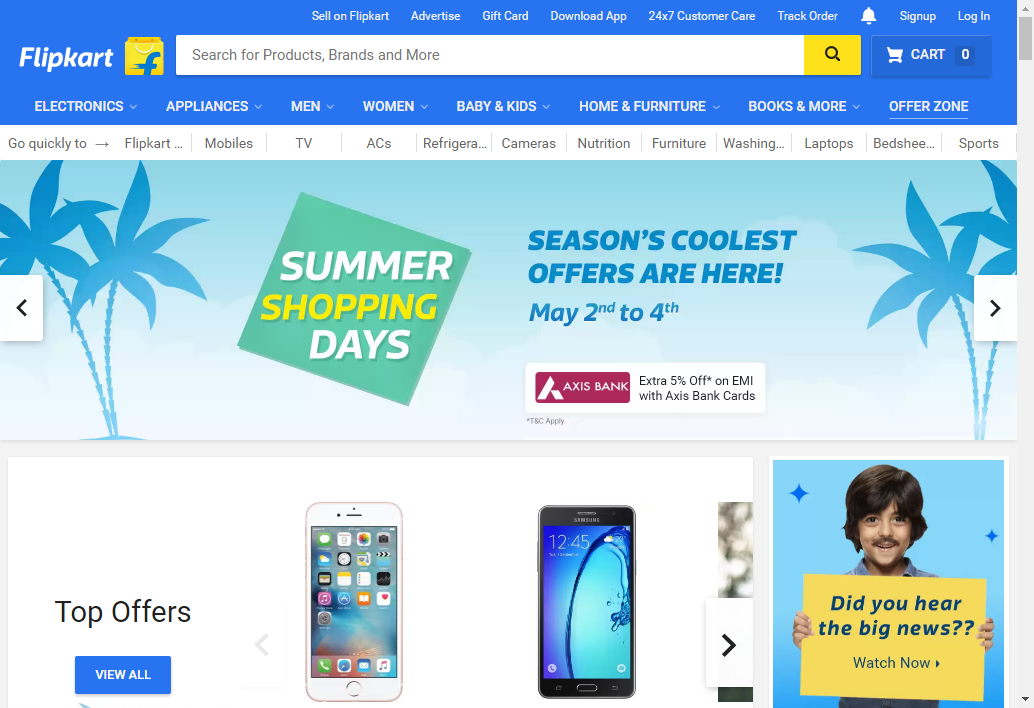 Sell on Flipkart Advertise Gift Card Download App 24x7 Customer Care Track Order Signup Log In
Flipkart
Search for Products, Brands and More
CART 0
ELECTRONICS APPLIANCES MEN WOMEN BABY & KIDS HOME & FURNITURE BOOKS & MORE OFFER ZONE
Go quickly to → Flipkart ... Mobiles TV ACs Refrigera... Cameras Nutrition Furniture Washing... Laptops Bedshee... Sports
SUMMER
SHOPPING
DAYS
SEASON'S COOLEST
OFFERS ARE HERE!
May 2nd to 4th
AXIS BANK
Extra 5% Off* on EMI
with Axis Bank Cards
*T&C Apply
Top Offers
VIEW ALL
SAMSUNG
12:45
Did you hear
the big news??
Watch Now